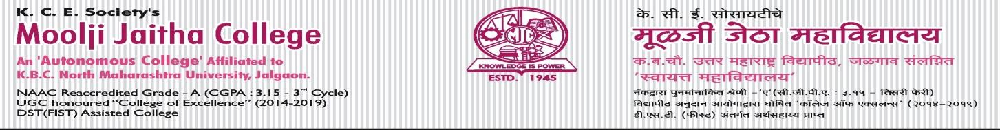 K. C. E. Society's
Moolji Jaitha College
An 'Autonomous College' Affiliated to
K.B.C. North Maharashtra University, Jalgaon.
NAAC Reaccredited Grade - A (CGPA : 3.15 - 3rd Cycle)
UGC honoured "College of Excellence" (2014-2019)
DST(FIST) Assisted College
MJC
KNOWLEDGE IS POWER
ESTD. 1945
के. सी. ई. सोसायटीचे
मूळजी जेठा महाविद्यालय
क.ब.चौ. उत्तर महाराष्ट्र विद्यापीठ, जळगाव संलग्नित
'स्वायत्त महाविद्यालय'
नॅकद्वारा पुनर्मानांकित श्रेणी -'ए'(सी.जी.पी.ए. : ३.१५ - तिसरी फेरी)
विद्यापीठ अनुदान आयोगाद्वारा घोषित 'कॉलेज ऑफ एक्सलन्स' (२०१४-२०१९)
डी.एस.टी. (फीस्ट) अंतर्गत अर्थसहाय्य प्राप्त